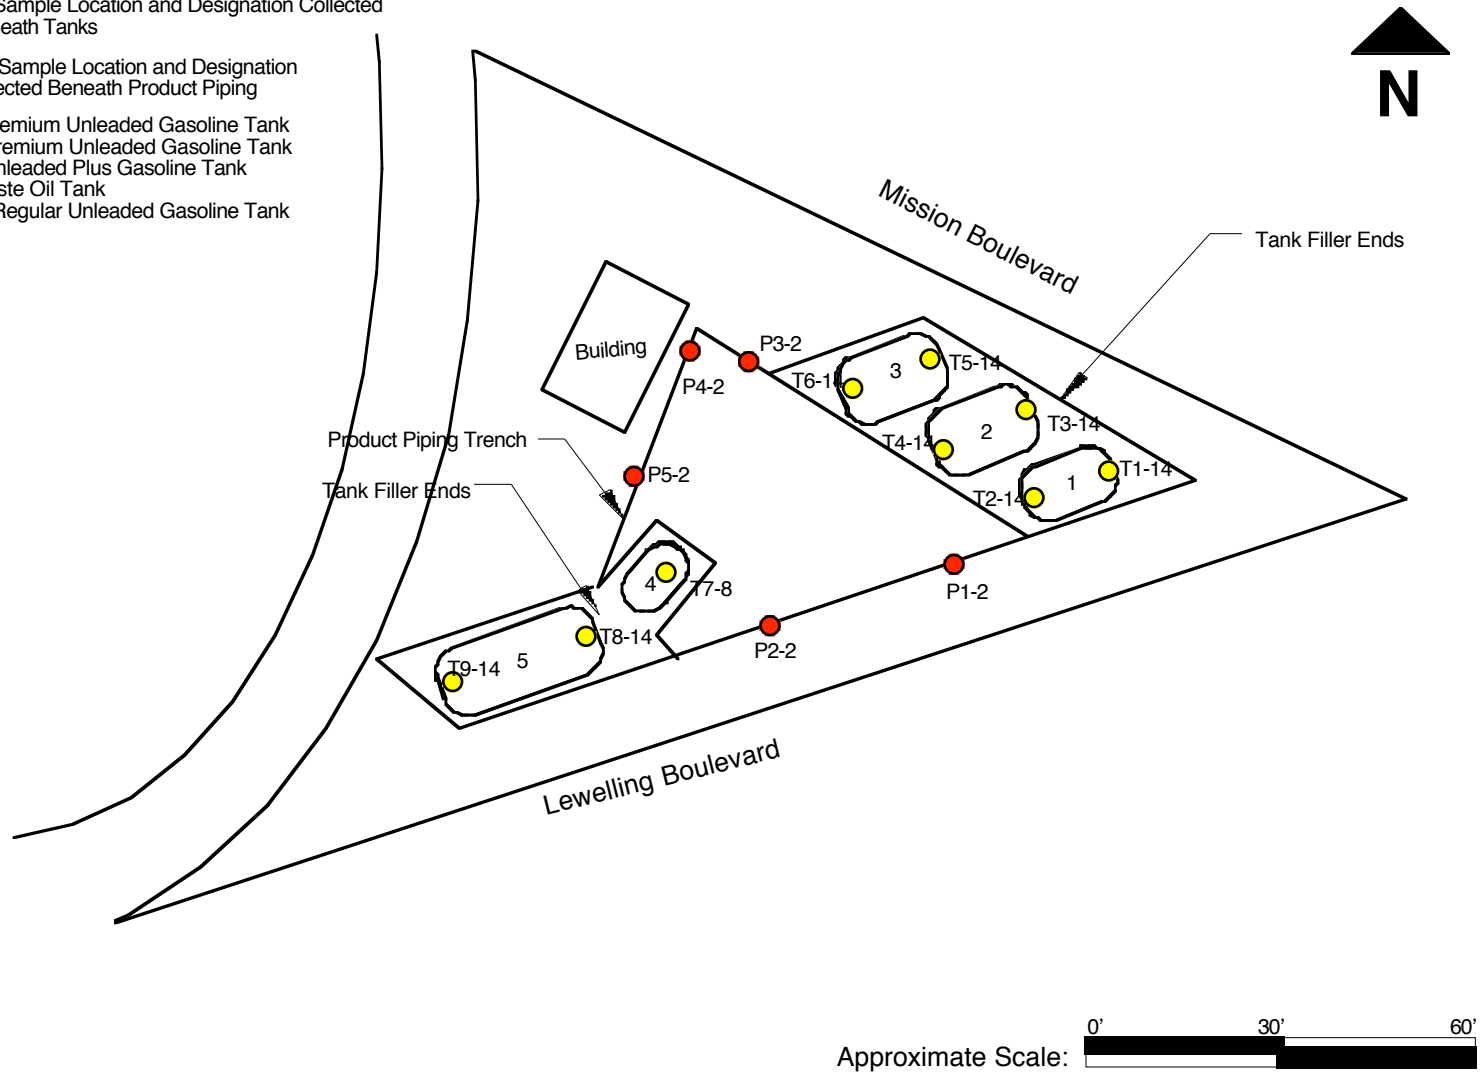 Sample Location and Designation Collected
eath Tanks
Sample Location and Designation
ected Beneath Product Piping
emium Unleaded Gasoline Tank
remium Unleaded Gasoline Tank
nleaded Plus Gasoline Tank
ste Oil Tank
Regular Unleaded Gasoline Tank
N
Mission Boulevard
Tank Filler Ends
Building
P3-2
P4-2
T5-14
3
T6-14
T3-14
2
T4-14
T1-14
1
T2-14
Product Piping Trench
P5-2
Tank Filler Ends
4
T7-8
P1-2
T8-14
P2-2
5
T9-14
Lewelling Boulevard
0' 30' 60'
Approximate Scale: